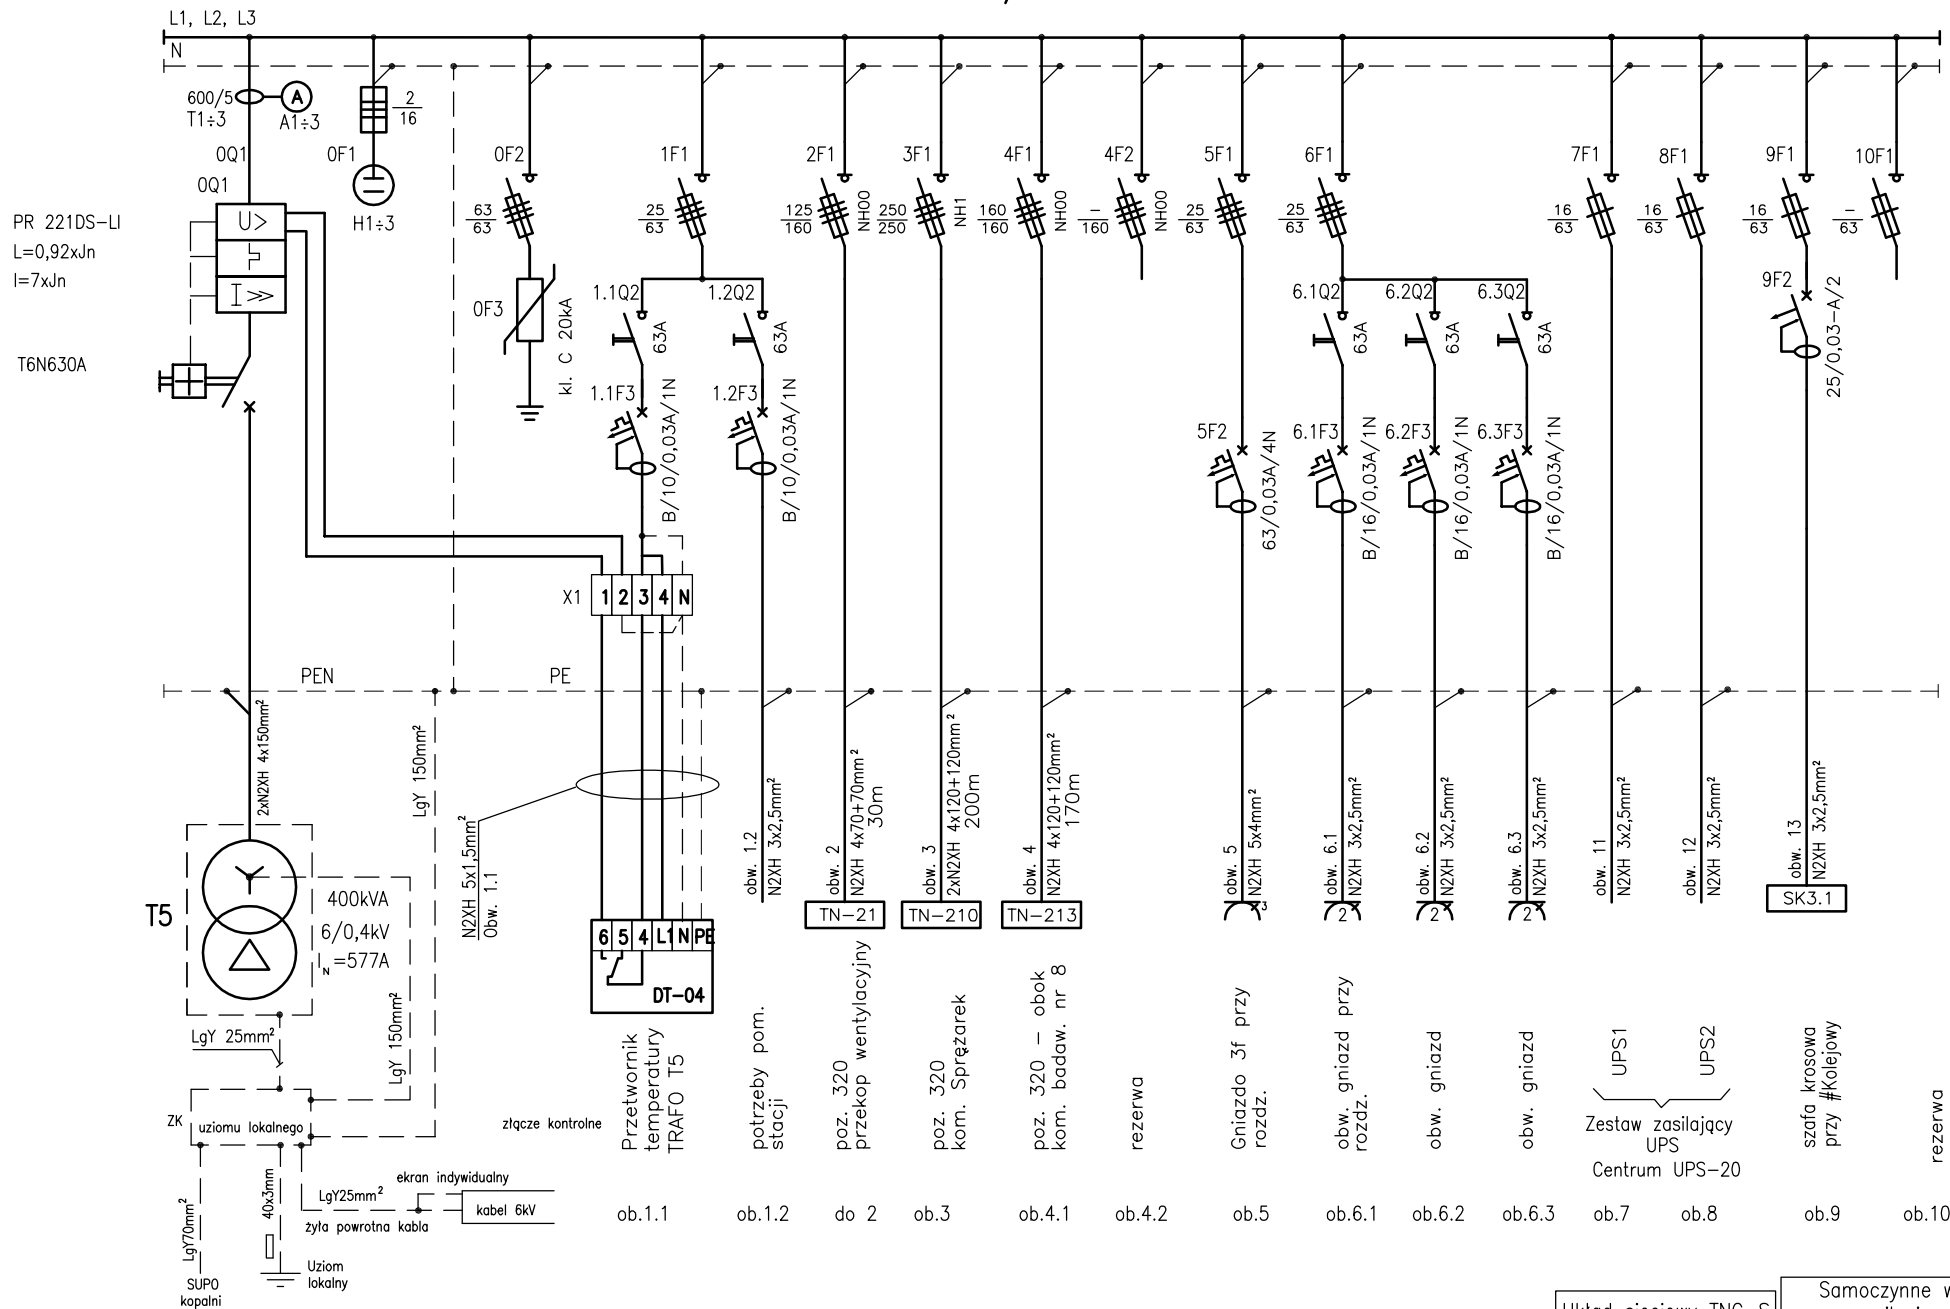 L1, L2, L3
N
600/5
T1÷3
A
A1÷3
2
16
0Q1
0F1
0F2
1F1
2F1
3F1
4F1
4F2
5F1
6F1
7F1
8F1
9F1
10F1
0Q1
H1÷3
PR 221DS-LI
L=0,92xJn
I=7xJn
U>
I >>
T6N630A
63
63
25
63
125
160
NH00
250
250
NH1
160
160
NH00
–
160
NH00
25
63
25
63
16
63
16
63
16
63
–
63
0F3
kl. C 20kA
1.1Q2
63A
1.2Q2
63A
6.1Q2
63A
6.2Q2
63A
6.3Q2
63A
9F2
25/0,03-A/2
1.1F3
B/10/0,03A/1N
1.2F3
B/10/0,03A/1N
5F2
63/0,03A/4N
6.1F3
B/16/0,03A/1N
6.2F3
B/16/0,03A/1N
6.3F3
B/16/0,03A/1N
X1
1 2 3 4 N
PEN
PE
2xN2XH 4x150mm²
LgY 150mm²
N2XH 5x1,5mm²
Obw. 1.1
obw. 1.2
N2XH 3x2,5mm²
obw. 2
N2XH 4x70+70mm²
30m
obw. 3
2xN2XH 4x120+120mm²
200m
obw. 4
N2XH 4x120+120mm²
170m
obw. 5
N2XH 5x4mm²
obw. 6.1
N2XH 3x2,5mm²
obw. 6.2
N2XH 3x2,5mm²
obw. 6.3
N2XH 3x2,5mm²
obw. 11
N2XH 3x2,5mm²
obw. 12
N2XH 3x2,5mm²
obw. 13
N2XH 3x2,5mm²
T5
400kVA
6/0,4kV
IN=577A
TN-21
TN-210
TN-213
3
2
2
2
SK3.1
6 5 4 L1 N PE
DT-04
LgY 25mm²
LgY 150mm²
ZK
uziomu lokalnego
złącze kontrolne
Przetwornik
temperatury
TRAFO T5
potrzeby pom.
stacji
poz. 320
przekop wentylacyjny
poz. 320
kom. Sprężarek
poz. 320 – obok
kom. badaw. nr 8
rezerwa
Gniazdo 3f przy
rozdz.
obw. gniazd przy
rozdz.
obw. gniazd
obw. gniazd
UPS1
UPS2
Zestaw zasilający
UPS
Centrum UPS-20
szafa krosowa
przy #Kolejowy
rezerwa
LgY70mm²
40x3mm
LgY25mm²
ekran indywidualny
kabel 6kV
żyła powrotna kabla
SUPO
kopalni
Uziom
lokalny
ob.1.1
ob.1.2
do 2
ob.3
ob.4.1
ob.4.2
ob.5
ob.6.1
ob.6.2
ob.6.3
ob.7
ob.8
ob.9
ob.10
Układ sieciowy TNC-S
Samoczynne w